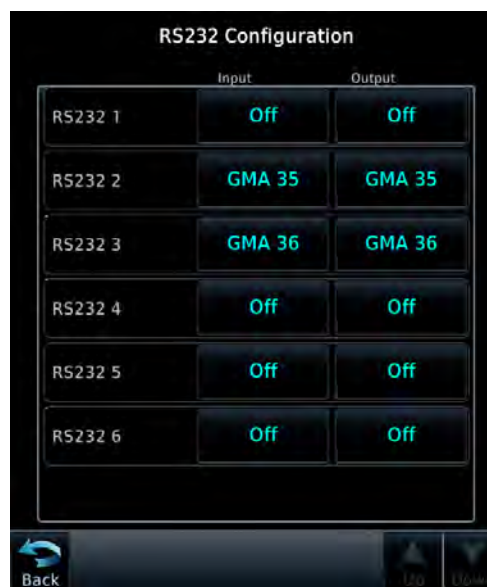 RS232 Configuration
Input Output
RS232 1 Off Off
RS232 2 GMA 35 GMA 35
RS232 3 GMA 36 GMA 36
RS232 4 Off Off
RS232 5 Off Off
RS232 6 Off Off
Back Up